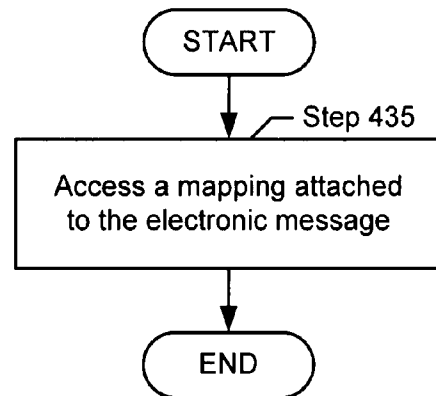 START
Step 435
Access a mapping attached
to the electronic message
END